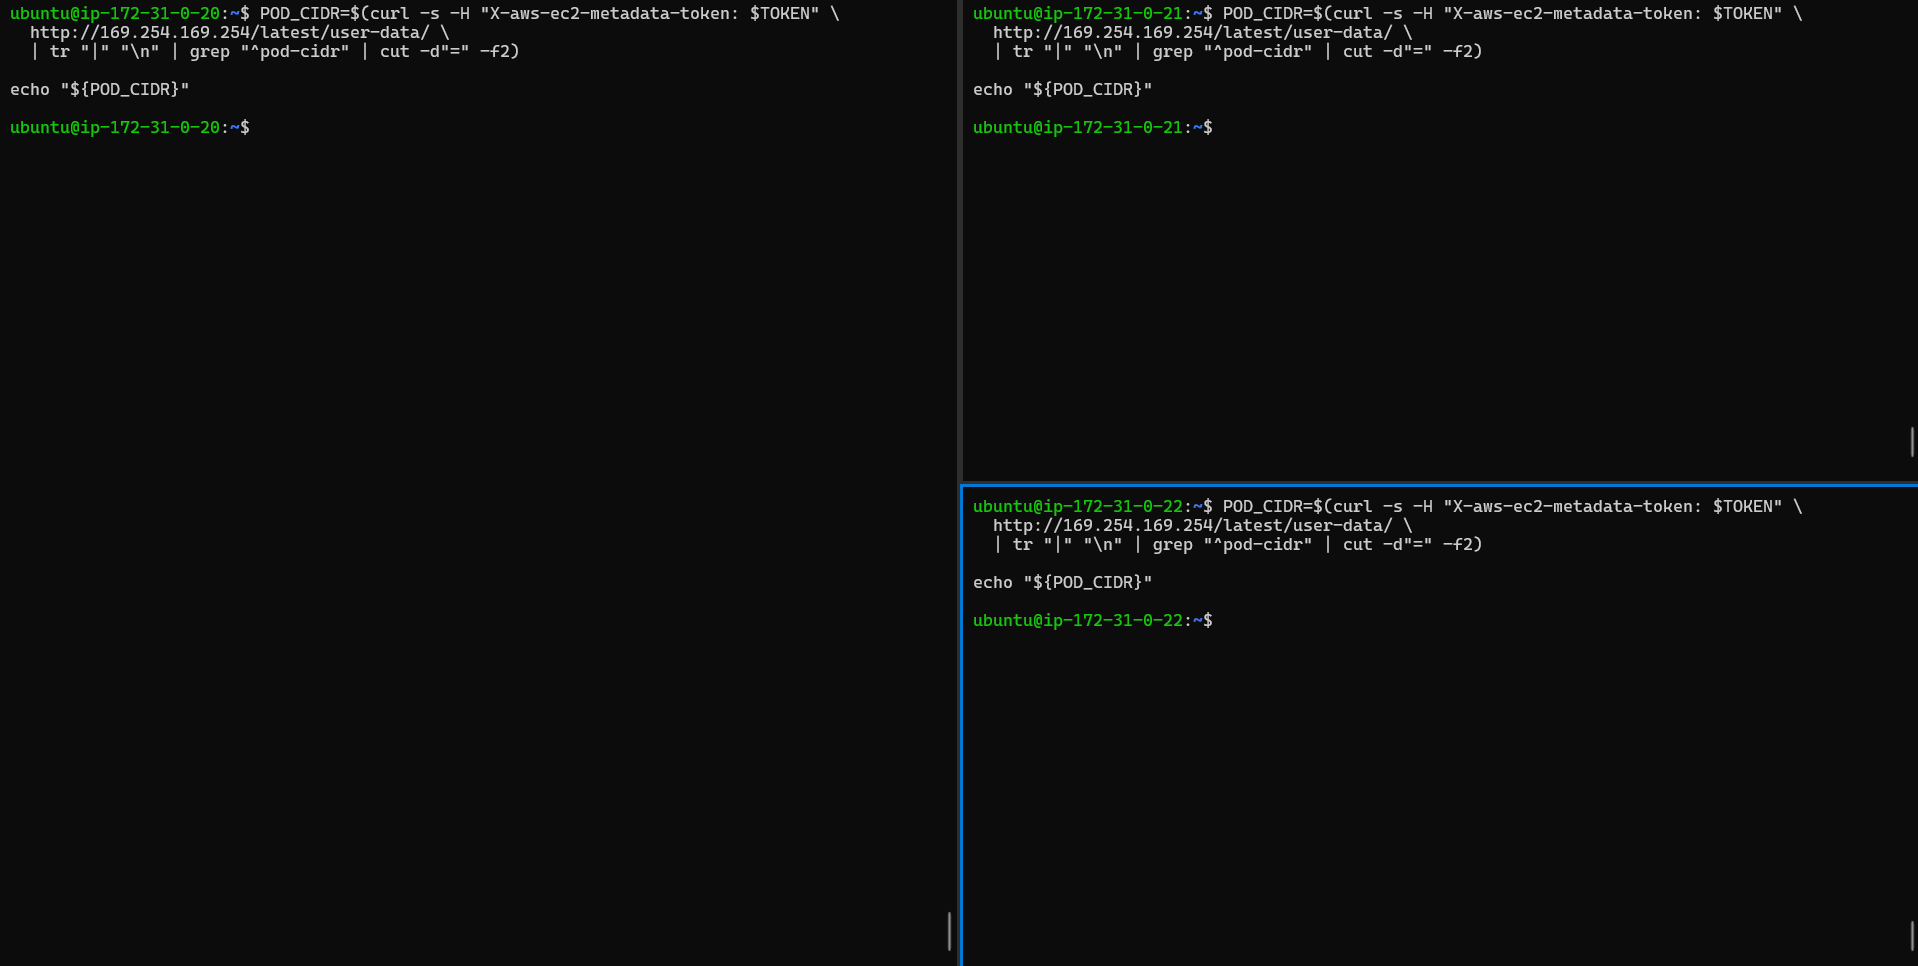 ubuntu@ip-172-31-0-20:~$ POD_CIDR=$(curl -s -H "X-aws-ec2-metadata-token: $TOKEN" \
  http://169.254.169.254/latest/user-data/ \
  | tr "|" "\n" | grep "^pod-cidr" | cut -d"=" -f2)
echo "${POD_CIDR}"
ubuntu@ip-172-31-0-20:~$
ubuntu@ip-172-31-0-21:~$ POD_CIDR=$(curl -s -H "X-aws-ec2-metadata-token: $TOKEN" \
  http://169.254.169.254/latest/user-data/ \
  | tr "|" "\n" | grep "^pod-cidr" | cut -d"=" -f2)
echo "${POD_CIDR}"
ubuntu@ip-172-31-0-21:~$
ubuntu@ip-172-31-0-22:~$ POD_CIDR=$(curl -s -H "X-aws-ec2-metadata-token: $TOKEN" \
  http://169.254.169.254/latest/user-data/ \
  | tr "|" "\n" | grep "^pod-cidr" | cut -d"=" -f2)
echo "${POD_CIDR}"
ubuntu@ip-172-31-0-22:~$